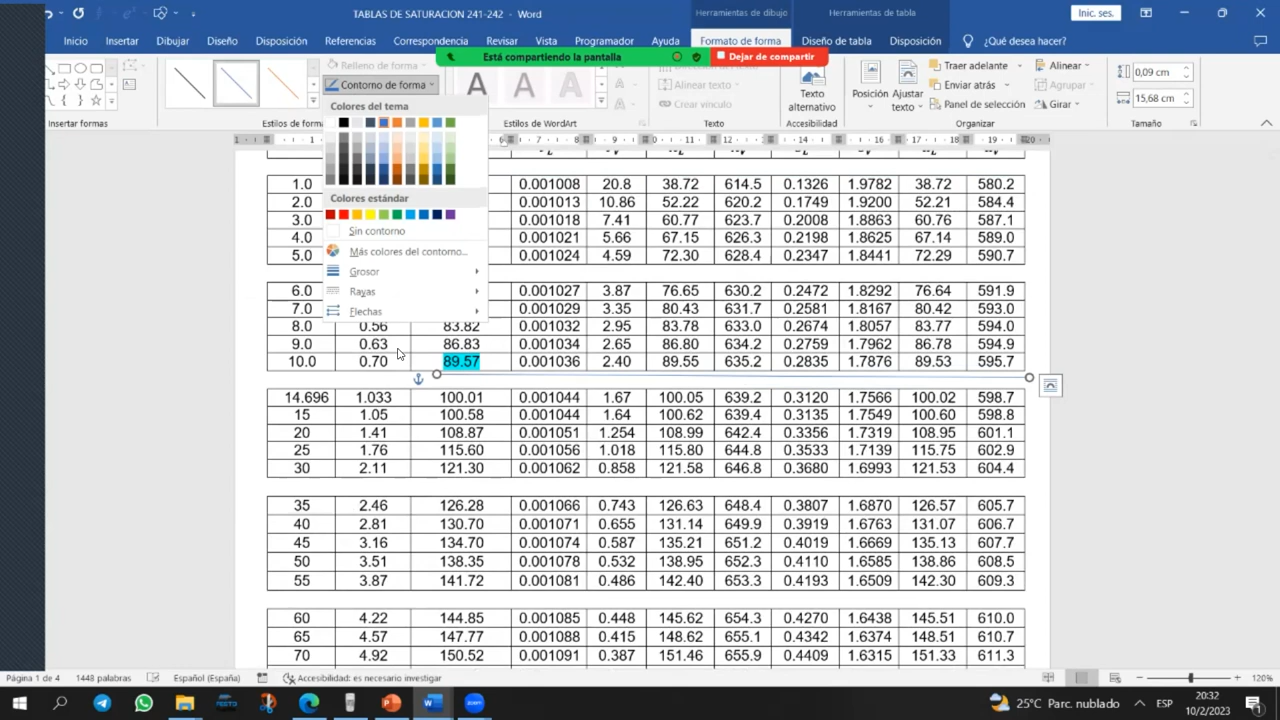 TABLAS DE SATURACION 241-242 - Word
Herramientas de dibujo
Herramientas de tabla
Inic. ses.
Inicio Insertar Dibujar Diseño Disposición Referencias Correspondencia Revisar Vista Programador Ayuda Formato de forma Diseño de tabla Disposición ¿Qué desea hacer?
Está compartiendo la pantalla
Dejar de compartir
Relleno de forma
Contorno de forma
Alinear texto
Crear vínculo
Texto alternativo
Posición
Ajustar texto
Traer adelante
Enviar atrás
Panel de selección
Alinear
Agrupar
Girar
0,09 cm
15,68 cm
Insertar formas
Estilos de forma
Estilos de WordArt
Texto
Accesibilidad
Organizar
Tamaño
Colores del tema
Colores estándar
Sin contorno
Más colores del contorno...
Grosor
Rayas
Flechas
1.0 0.001008 20.8 38.72 614.5 0.1326 1.9782 38.72 580.2
2.0 0.001013 10.86 52.22 620.2 0.1749 1.9200 52.21 584.4
3.0 0.001018 7.41 60.77 623.7 0.2008 1.8863 60.76 587.1
4.0 0.001021 5.66 67.15 626.3 0.2198 1.8625 67.14 589.0
5.0 0.001024 4.59 72.30 628.4 0.2347 1.8441 72.29 590.7
6.0 0.001027 3.87 76.65 630.2 0.2472 1.8292 76.64 591.9
7.0 0.001029 3.35 80.43 631.7 0.2581 1.8167 80.42 593.0
8.0 0.56 83.82 0.001032 2.95 83.78 633.0 0.2674 1.8057 83.77 594.0
9.0 0.63 86.83 0.001034 2.65 86.80 634.2 0.2759 1.7962 86.78 594.9
10.0 0.70 89.57 0.001036 2.40 89.55 635.2 0.2835 1.7876 89.53 595.7
14.696 1.033 100.01 0.001044 1.67 100.05 639.2 0.3120 1.7566 100.02 598.7
15 1.05 100.58 0.001044 1.64 100.62 639.4 0.3135 1.7549 100.60 598.8
20 1.41 108.87 0.001051 1.254 108.99 642.4 0.3356 1.7319 108.95 601.1
25 1.76 115.60 0.001056 1.018 115.80 644.8 0.3533 1.7139 115.75 602.9
30 2.11 121.30 0.001062 0.858 121.58 646.8 0.3680 1.6993 121.53 604.4
35 2.46 126.28 0.001066 0.743 126.63 648.4 0.3807 1.6870 126.57 605.7
40 2.81 130.70 0.001071 0.655 131.14 649.9 0.3919 1.6763 131.07 606.7
45 3.16 134.70 0.001074 0.587 135.21 651.2 0.4019 1.6669 135.13 607.7
50 3.51 138.35 0.001078 0.532 138.95 652.3 0.4110 1.6585 138.86 608.5
55 3.87 141.72 0.001081 0.486 142.40 653.3 0.4193 1.6509 142.30 609.3
60 4.22 144.85 0.001085 0.448 145.62 654.3 0.4270 1.6438 145.51 610.0
65 4.57 147.77 0.001088 0.415 148.62 655.1 0.4342 1.6374 148.51 610.7
70 4.92 150.52 0.001091 0.387 151.46 655.9 0.4409 1.6315 151.33 611.3
Página 1 de 4 1448 palabras Español (España) Accesibilidad: es necesario investigar 120%
25°C Parc. nublado ESP 20:32
10/2/2023